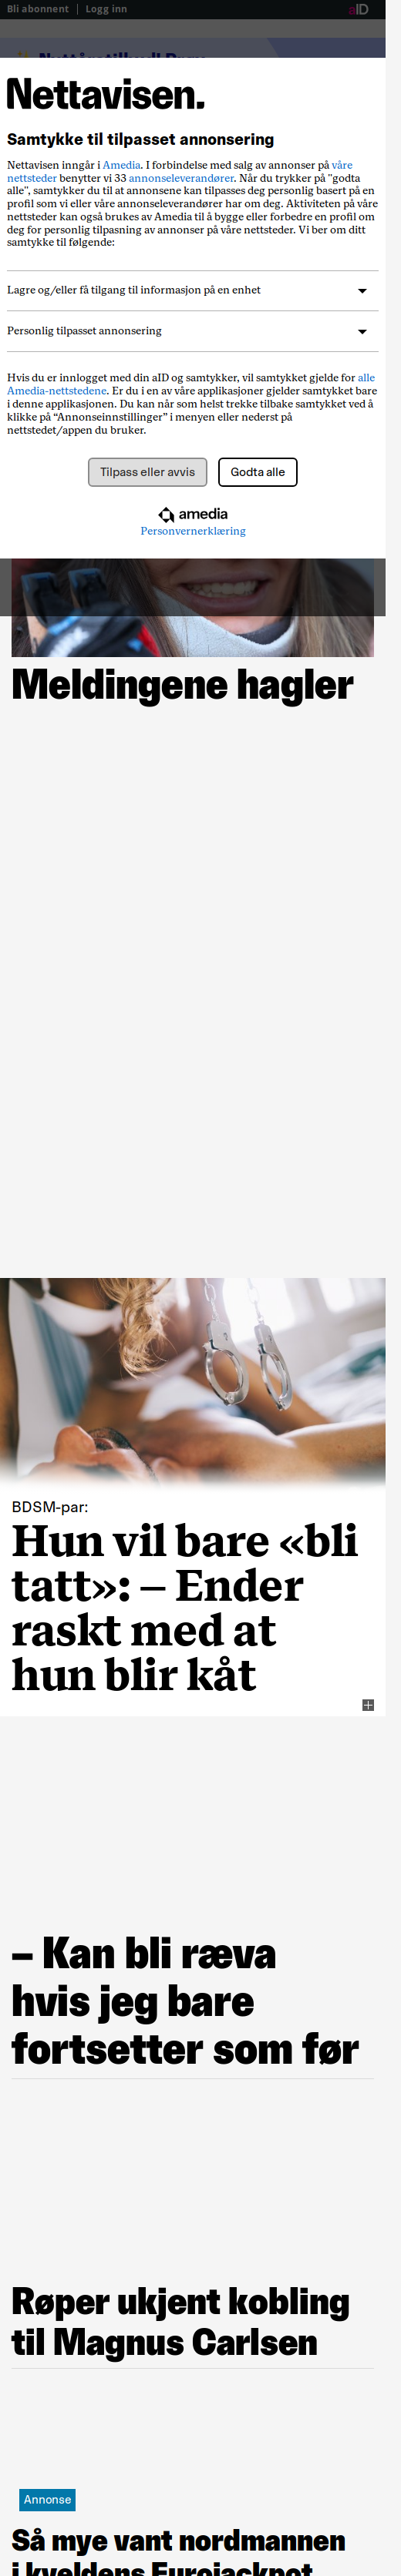 Bli abonnent | Logg inn
aID
Nettavisen.
Samtykke til tilpasset annonsering
Nettavisen inngår i Amedia. I forbindelse med salg av annonser på våre
nettsteder benytter vi 33 annonseleverandører. Når du trykker på "godta
alle", samtykker du til at annonsene kan tilpasses deg personlig basert på en
profil som vi eller våre annonseleverandører har om deg. Aktiviteten på våre
nettsteder kan også brukes av Amedia til å bygge eller forbedre en profil om
deg for personlig tilpasning av annonser på våre nettsteder. Vi ber om ditt
samtykke til følgende:
Lagre og/eller få tilgang til informasjon på en enhet
Personlig tilpasset annonsering
Hvis du er innlogget med din aID og samtykker, vil samtykket gjelde for alle
Amedia-nettstedene. Er du i en av våre applikasjoner gjelder samtykket bare
i denne applikasjonen. Du kan når som helst trekke tilbake samtykket ved å
klikke på “Annonseinnstillinger” i menyen eller nederst på
nettstedet/appen du bruker.
Tilpass eller avvis
Godta alle
amedia
Personvernerklæring
Meldingene hagler
BDSM-par:
Hun vil bare «bli
tatt»: – Ender
raskt med at
hun blir kåt
– Kan bli ræva
hvis jeg bare
fortsetter som før
Røper ukjent kobling
til Magnus Carlsen
Annonse
Så mye vant nordmannen
i kveldens Eurojackpot